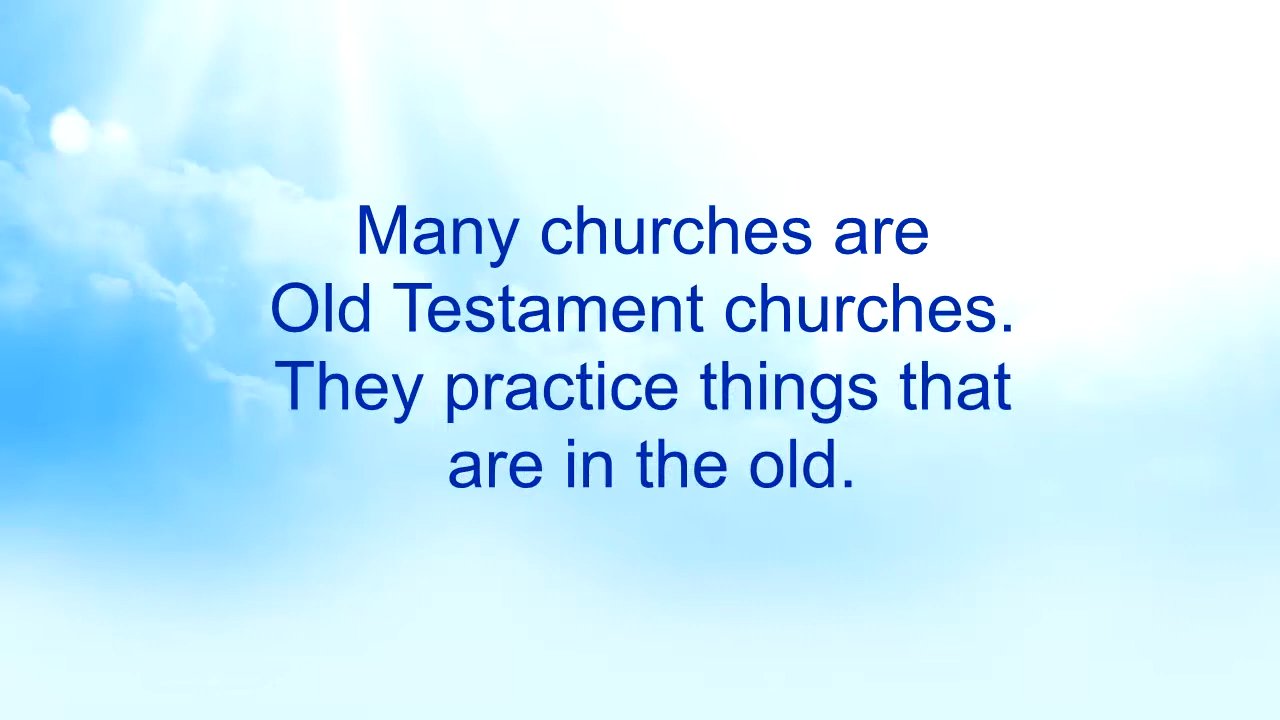 Many churches are
Old Testament churches.
They practice things that
are in the old.